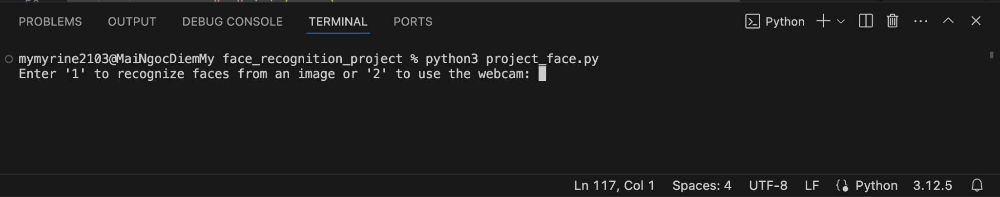 PROBLEMS OUTPUT DEBUG CONSOLE TERMINAL PORTS Python
mymyrine2103@MaiNgocDiemMy face_recognition_project % python3 project_face.py
Enter '1' to recognize faces from an image or '2' to use the webcam:
Ln 117, Col 1 Spaces: 4 UTF-8 LF Python 3.12.5